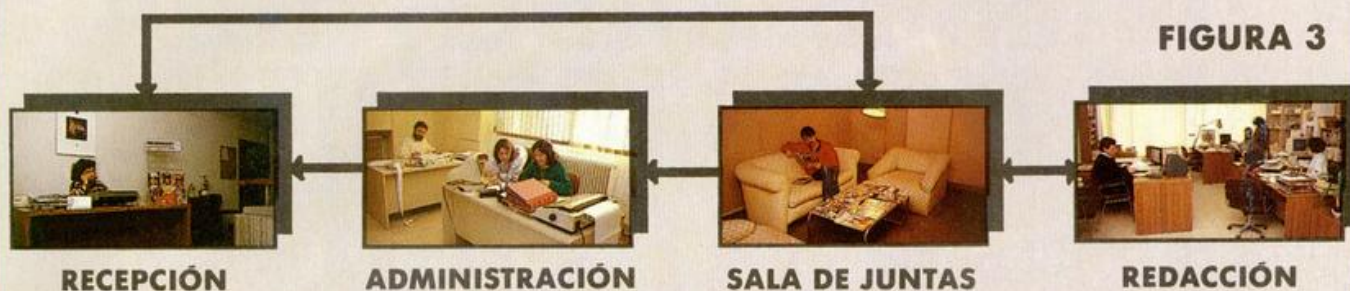 FIGURA 3
RECEPCIÓN
ADMINISTRACIÓN
SALA DE JUNTAS
REDACCIÓN